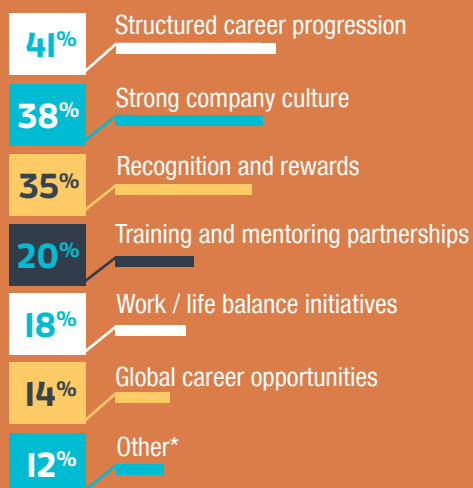 41%
Structured career progression
38%
Strong company culture
35%
Recognition and rewards
20%
Training and mentoring partnerships
18%
Work / life balance initiatives
14%
Global career opportunities
12%
Other*